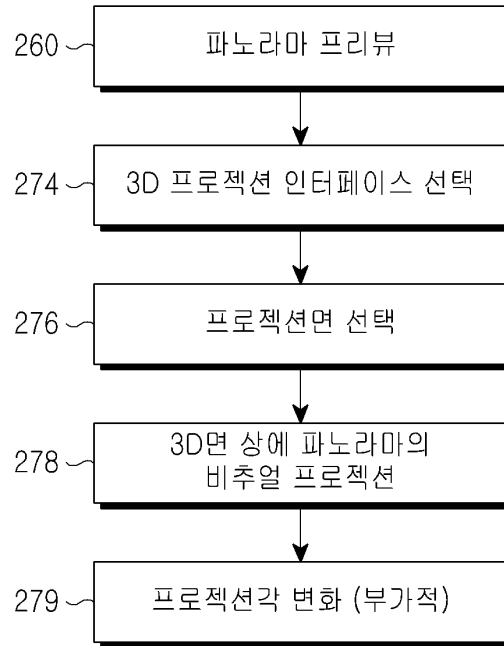 260
파노라마 프리뷰
274
3D 프로젝션 인터페이스 선택
276
프로젝션면 선택
278
3D면 상에 파노라마의
비추얼 프로젝션
279
프로젝션각 변화 (부가적)